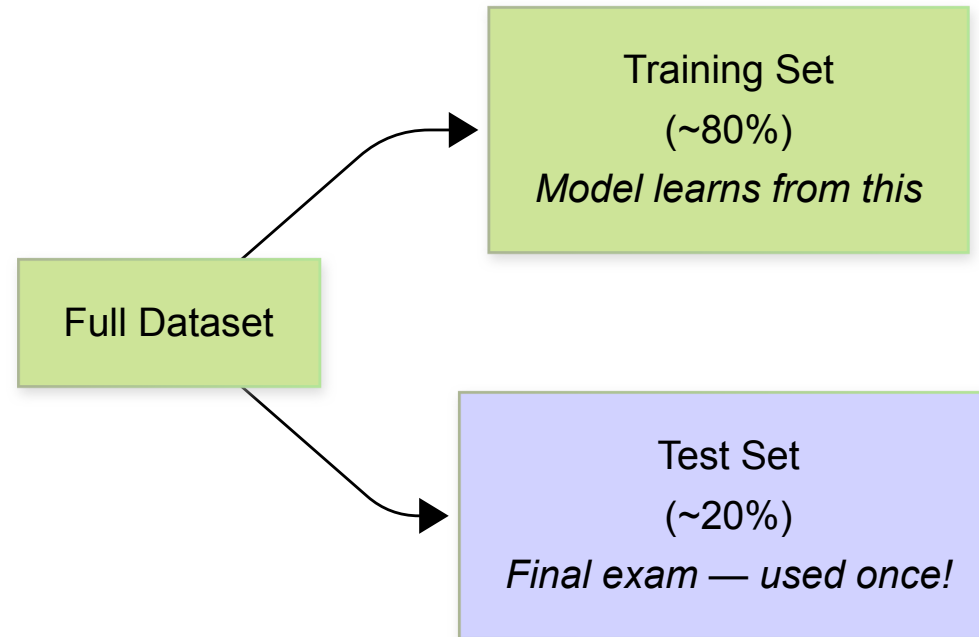 Training Set
(~80%)
Model learns from this
Full Dataset
Test Set
(~20%)
Final exam — used once!